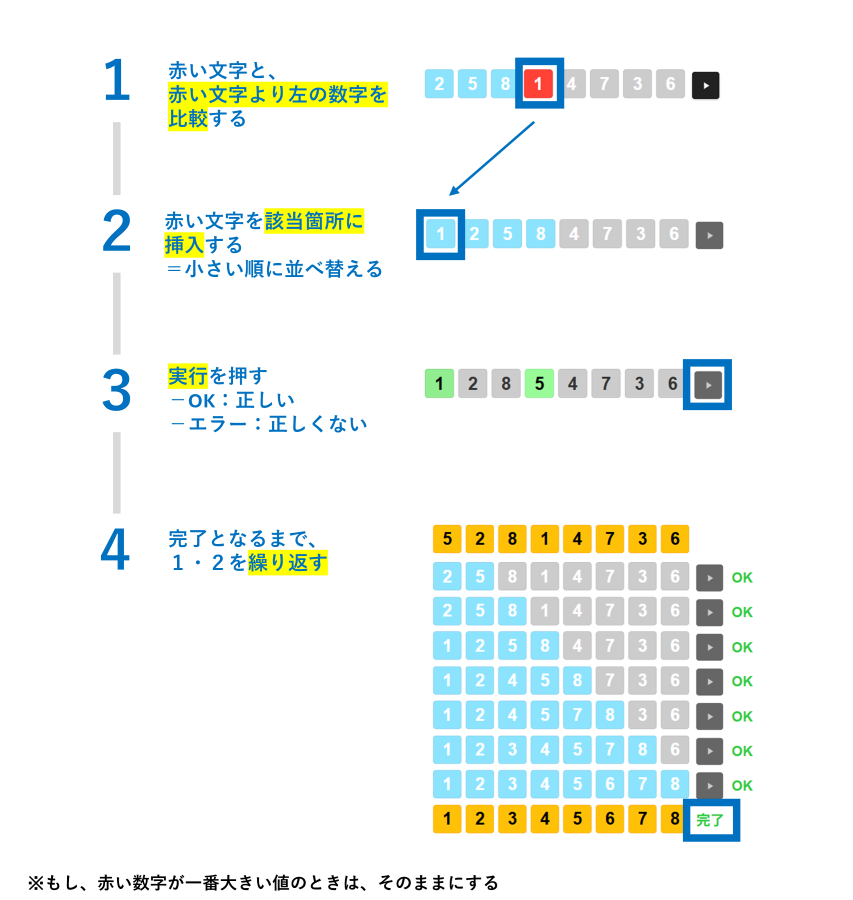 1
赤い文字と、
赤い文字より左の数字を
比較する
2 5 8 1 4 7 3 6
2
赤い文字を該当箇所に
挿入する
＝小さい順に並べ替える
1 2 5 8 4 7 3 6
3
実行を押す
－OK：正しい
－エラー：正しくない
1 2 8 5 4 7 3 6
4
完了となるまで、
１・２を繰り返す
5 2 8 1 4 7 3 6
2 5 8 1 4 7 3 6 OK
2 5 8 1 4 7 3 6 OK
1 2 5 8 4 7 3 6 OK
1 2 4 5 8 7 3 6 OK
1 2 4 5 7 8 3 6 OK
1 2 3 4 5 7 8 6 OK
1 2 3 4 5 6 7 8 OK
1 2 3 4 5 6 7 8 完了
※もし、赤い数字が一番大きい値のときは、そのままにする